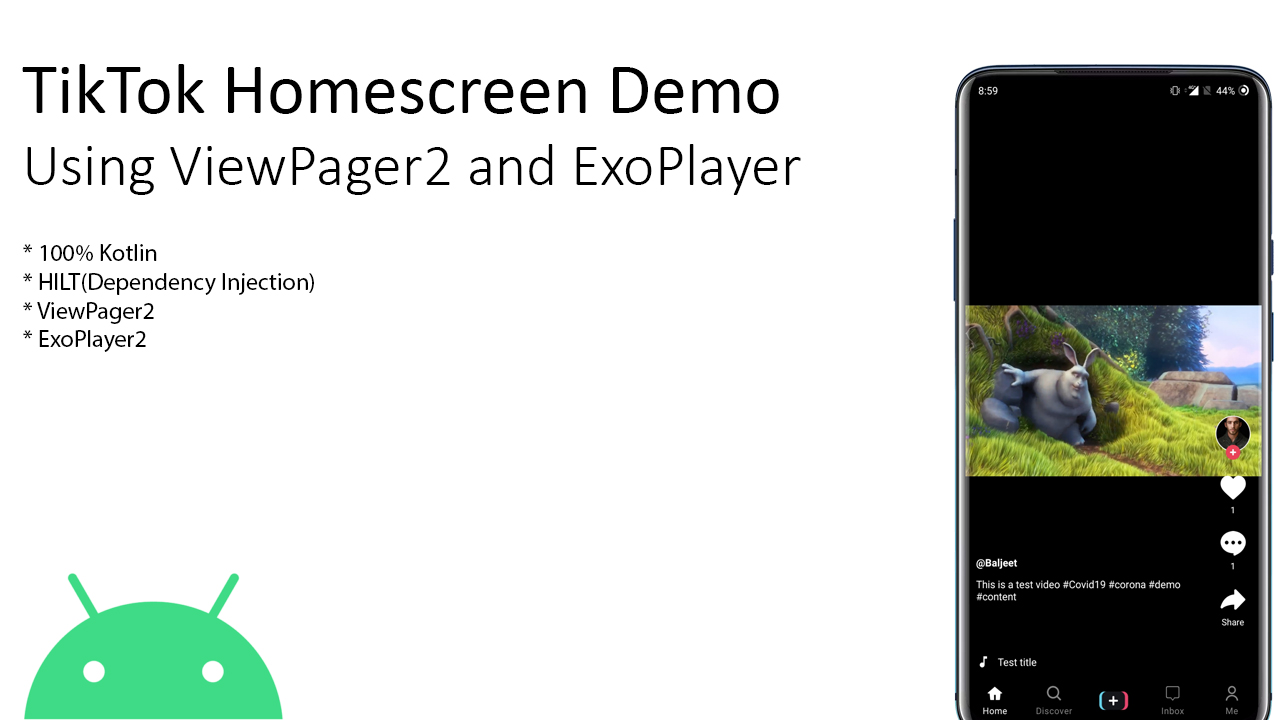 TikTok Homescreen Demo
Using ViewPager2 and ExoPlayer
* 100% Kotlin
* HILT(Dependency Injection)
* ViewPager2
* ExoPlayer2
8:59
44%
1
1
@Baljeet
This is a test video #Covid19 #corona #demo
#content
Share
Test title
Home
Discover
Inbox
Me